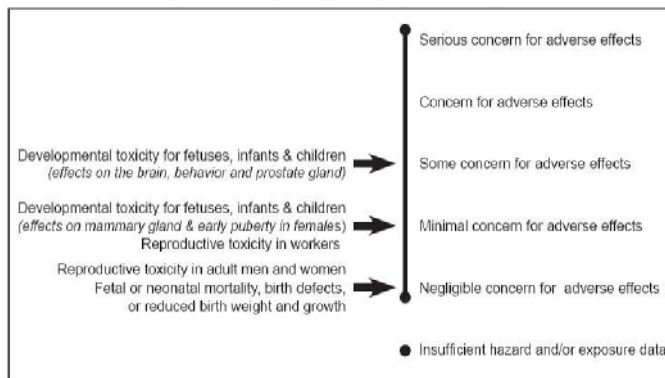 Serious concern for adverse effects
Concern for adverse effects
Developmental toxicity for fetuses, infants & children
(effects on the brain, behavior and prostate gland)
Some concern for adverse effects
Developmental toxicity for fetuses, infants & children
(effects on mammary gland & early puberty in females)
Reproductive toxicity in workers
Minimal concern for adverse effects
Reproductive toxicity in adult men and women
Fetal or neonatal mortality, birth defects,
or reduced birth weight and growth
Negligible concern for adverse effects
Insufficient hazard and/or exposure data